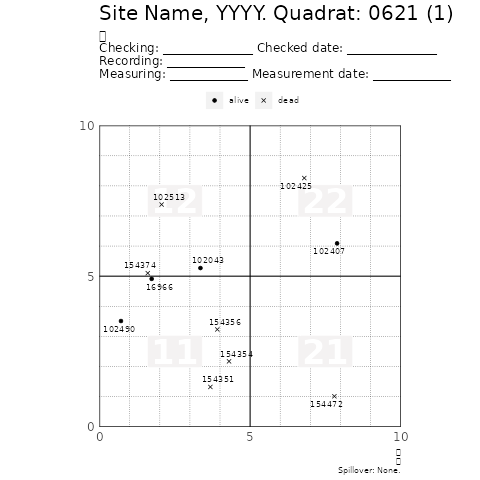 Site Name, YYYY. Quadrat: 0621 (1)
Checking: ______________ Checked date: ______________
Recording: ____________
Measuring: ____________ Measurement date: ____________
alive dead
10
12 22
102513
102425
102407
102043
154374
5
16966
102490
154356
11 21
154354
154351
154472
0
0 5 10
Spillover: None.